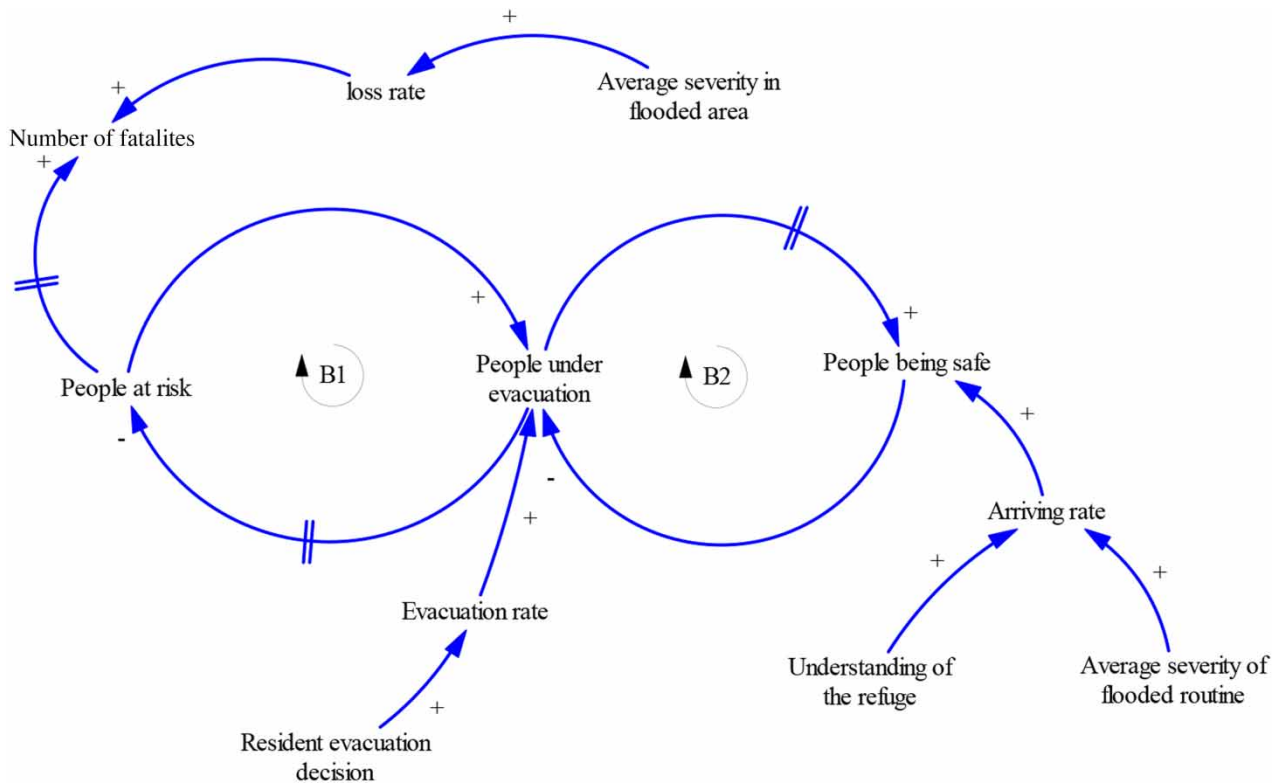 +
loss rate
Average severity in
flooded area
+
Number of fatalites
+
+
People at risk
B1
People under
evacuation
B2
+
People being safe
-
-
+
+
Arriving rate
Evacuation rate
+
+
+
Resident evacuation
decision
Understanding of
the refuge
Average severity of
flooded routine